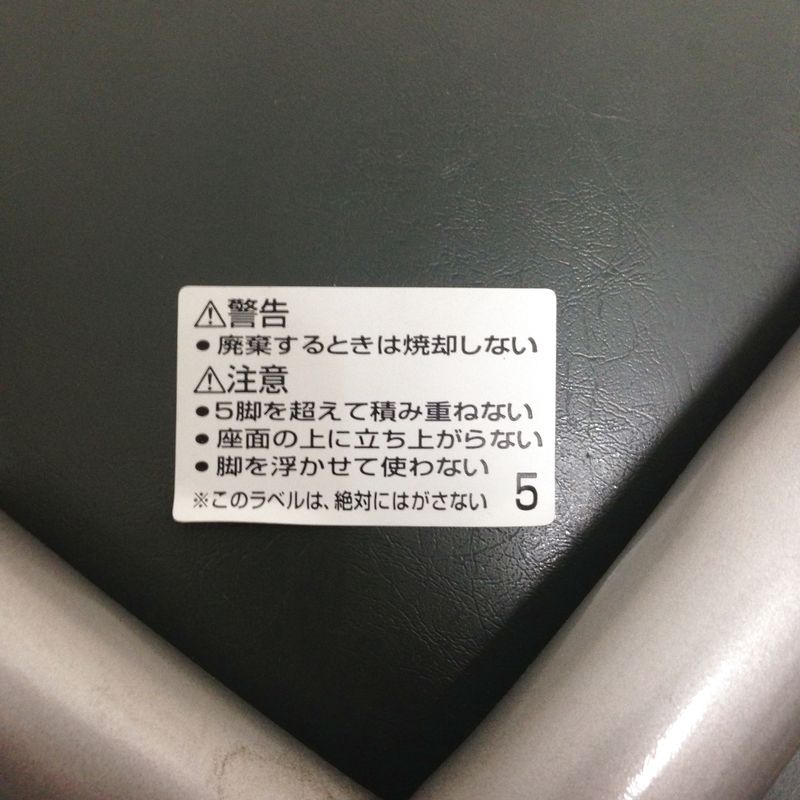 ⚠警告
●廃棄するときは焼却しない
⚠注意
●5脚を超えて積み重ねない
●座面の上に立ち上がらない
●脚を浮かせて使わない
※このラベルは、絶対にはがさない 5